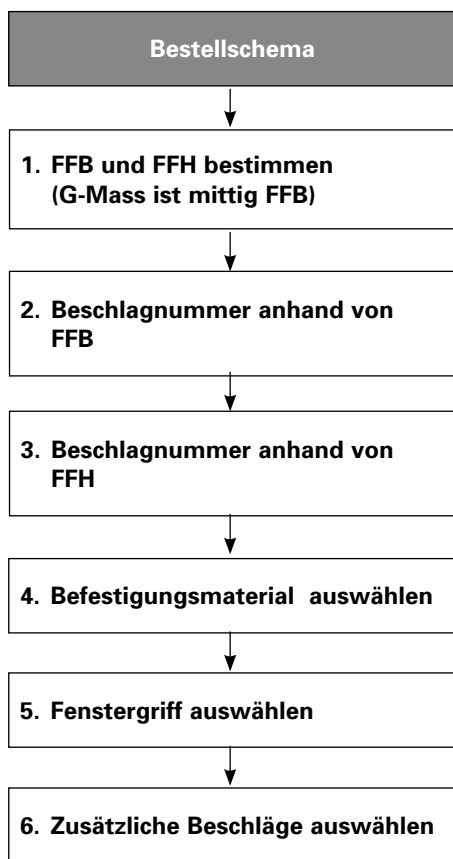 Bestellschema
1. FFB und FFH bestimmen
(G-Mass ist mittig FFB)
2. Beschlagnummer anhand von
FFB
3. Beschlagnummer anhand von
FFH
4. Befestigungsmaterial auswählen
5. Fenstergriff auswählen
6. Zusätzliche Beschläge auswählen